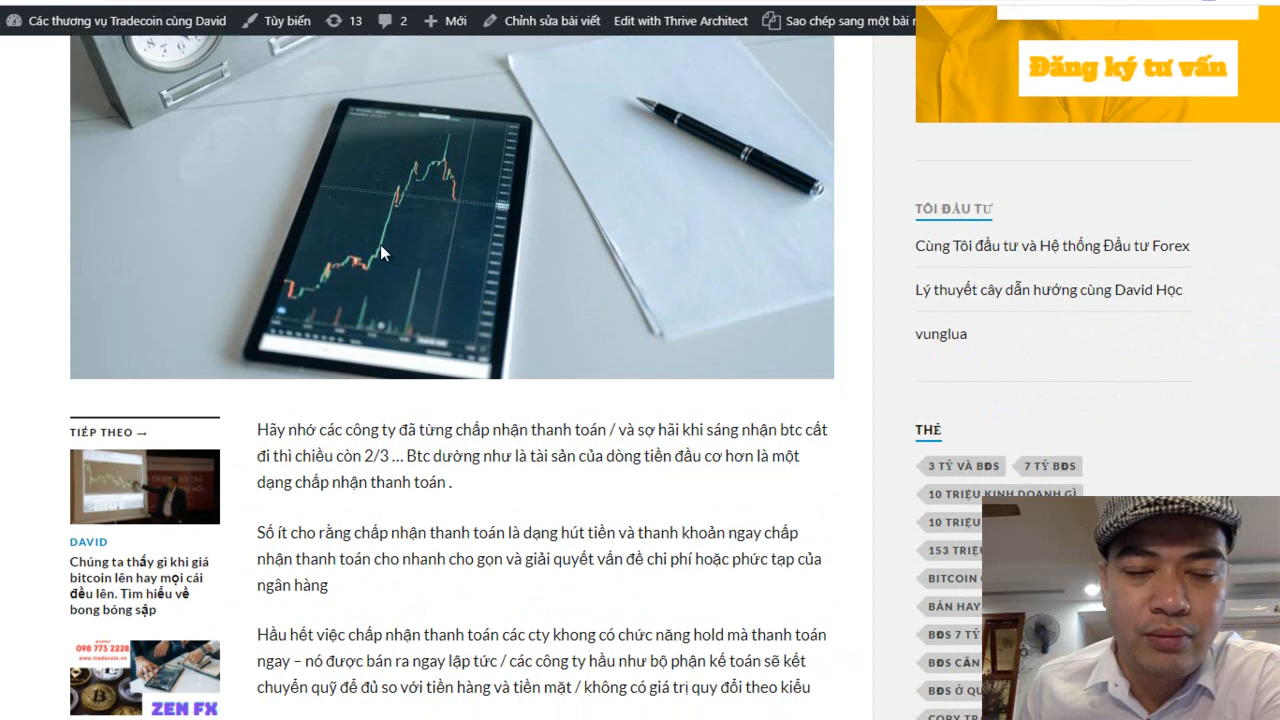 Các thương vụ Tradecoin cùng David
Tùy biến
13
2
Mới
Chỉnh sửa bài viết
Edit with Thrive Architect
Sao chép sang một bài
Đăng ký tư vấn
TÔI ĐẦU TƯ
Cùng Tôi đầu tư và Hệ thống Đầu tư Forex
Lý thuyết cây dẫn hướng cùng David Học
vunglua
THẺ
3 TỶ VÀ BĐS
7 TỶ BĐS
10 TRIỆU KINH DOANH GÌ
10 TRIỆU
153 TRIỆU
BITCOIN
BÁN HAY
BĐS 7 TỶ
BĐS CĂN
BĐS Ở
COPY
TIẾP THEO →
DAVID
Chúng ta thấy gì khi giá
bitcoin lên hay mọi cái
đều lên. Tìm hiểu về
bong bóng sập
098 773 2228
ZEN FX
Hãy nhớ các công ty đã từng chấp nhận thanh toán / và sợ hãi khi sáng nhận btc cất
đi thì chiều còn 2/3 … Btc dường như là tài sản của dòng tiền đầu cơ hơn là một
dạng chấp nhận thanh toán .
Số ít cho rằng chấp nhận thanh toán là dạng hút tiền và thanh khoản ngay chấp
nhận thanh toán cho nhanh cho gọn và giải quyết vấn đề chi phí hoặc phức tạp của
ngân hàng
Hầu hết việc chấp nhận thanh toán các cty khong có chức năng hold mà thanh toán
ngay – nó được bán ra ngay lập tức / các công ty hầu như bộ phận kế toán sẽ kết
chuyển quỹ để đủ so với tiền hàng và tiền mặt / không có giá trị quy đổi theo kiểu